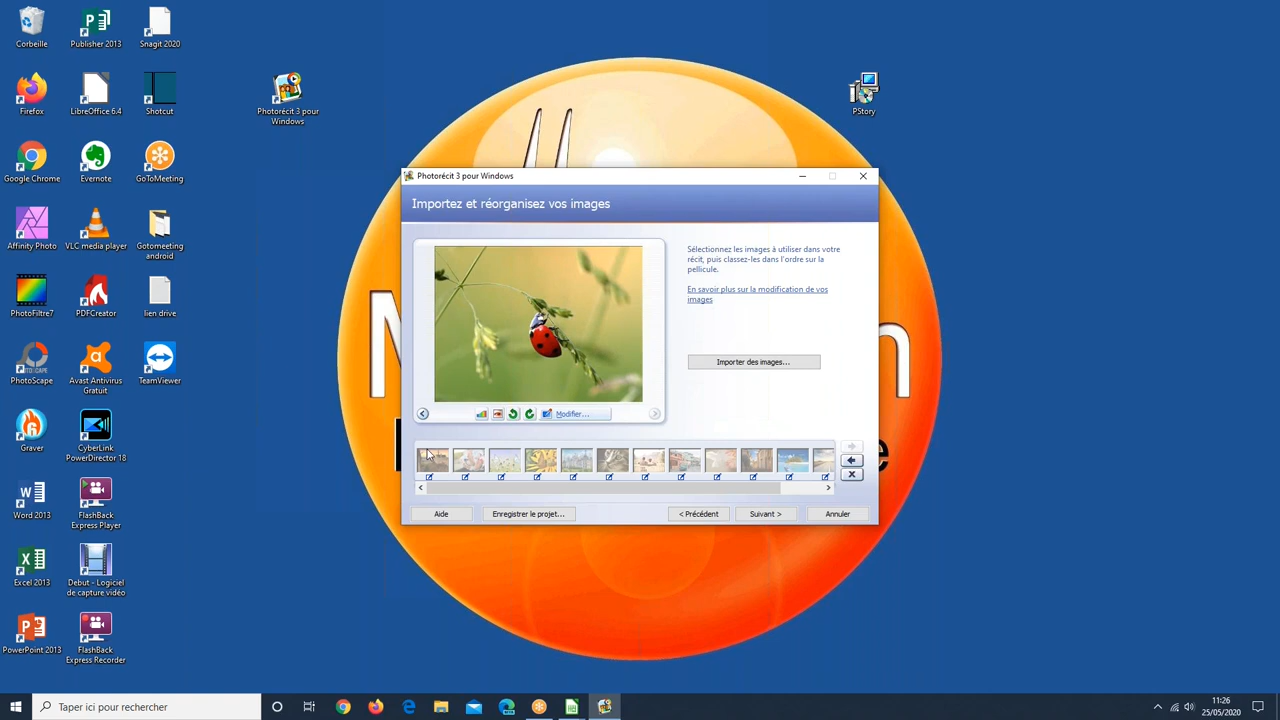 Corbeille
Publisher 2013
Snagit 2020
Firefox
LibreOffice 6.4
Shotcut
Photorécit 3 pour
Windows
PStory
Google Chrome
Evernote
GoToMeeting
Affinity Photo
VLC media player
Gotomeeting
android
PhotoFiltre7
PDFCreator
lien drive
PhotoScape
Avast Antivirus
Gratuit
TeamViewer
Graver
CyberLink
PowerDirector 18
Word 2013
FlashBack
Express Player
Excel 2013
Debut - Logiciel
de capture vidéo
PowerPoint 2013
FlashBack
Express Recorder
Photorécit 3 pour Windows
Importez et réorganisez vos images
Sélectionnez les images à utiliser dans votre
récit, puis classez-les dans l'ordre sur la
pellicule.
En savoir plus sur la modification de vos
images
Importer des images...
Modifier...
Aide
Enregistrer le projet...
< Précédent
Suivant >
Annuler
Taper ici pour rechercher
11:26
25/05/2020